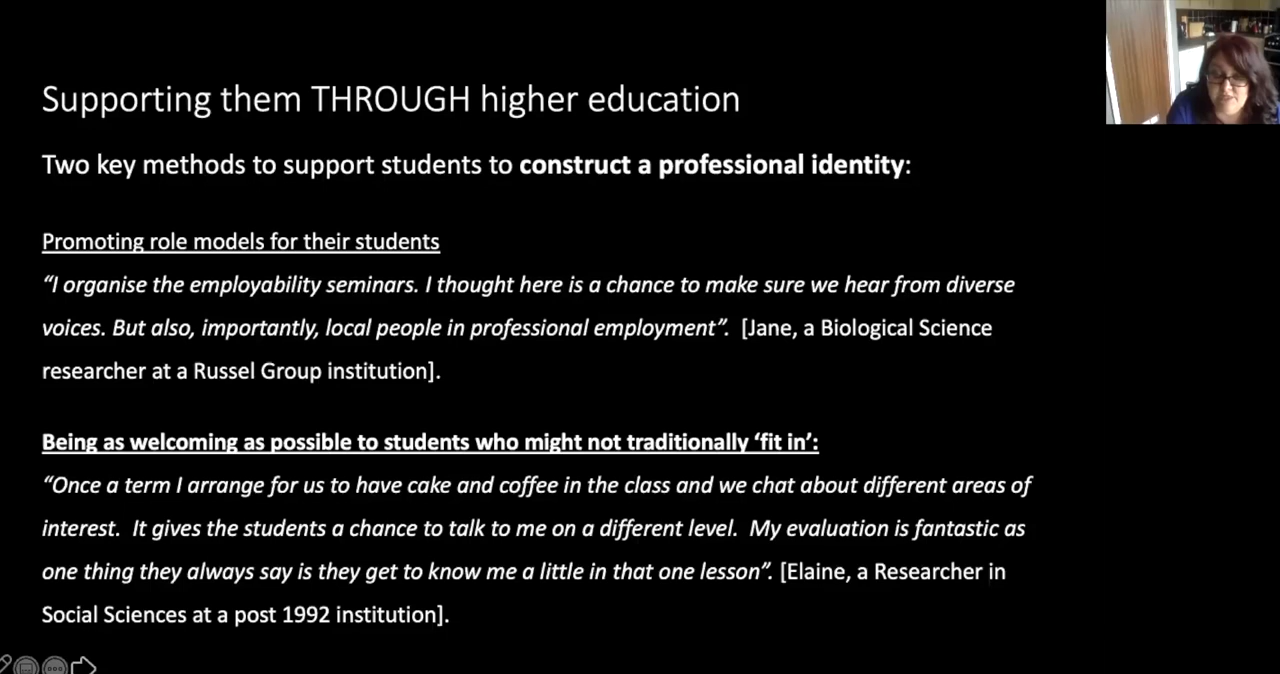 Supporting them THROUGH higher education
Two key methods to support students to construct a professional identity:
Promoting role models for their students
“I organise the employability seminars. I thought here is a chance to make sure we hear from diverse
voices. But also, importantly, local people in professional employment”. [Jane, a Biological Science
researcher at a Russel Group institution].
Being as welcoming as possible to students who might not traditionally ‘fit in’:
“Once a term I arrange for us to have cake and coffee in the class and we chat about different areas of
interest. It gives the students a chance to talk to me on a different level. My evaluation is fantastic as
one thing they always say is they get to know me a little in that one lesson”. [Elaine, a Researcher in
Social Sciences at a post 1992 institution].